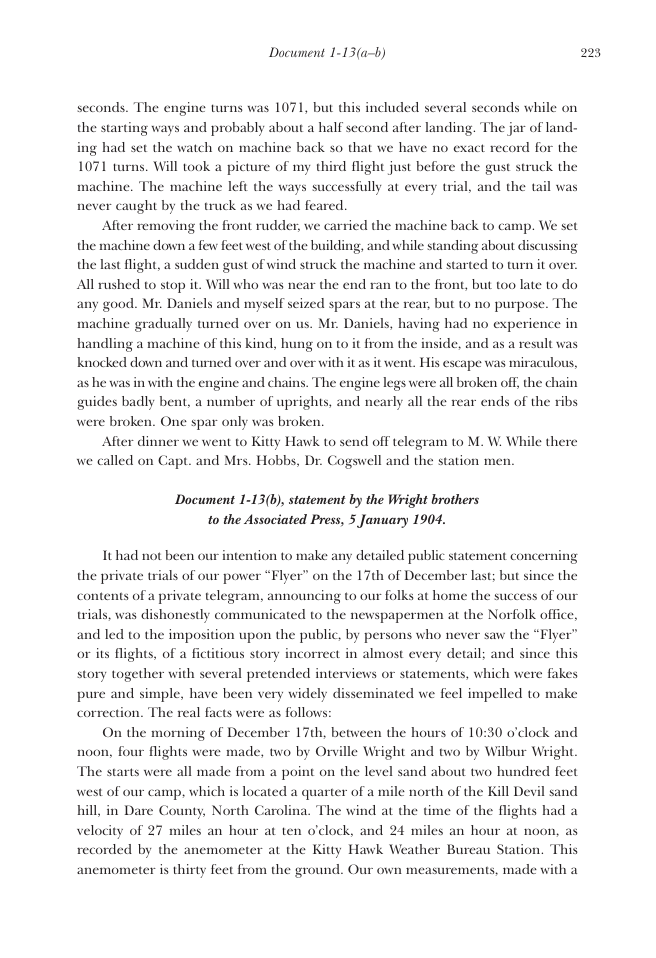 Document 1-13(a–b) 223
seconds. The engine turns was 1071, but this included several seconds while on
the starting ways and probably about a half second after landing. The jar of land-
ing had set the watch on machine back so that we have no exact record for the
1071 turns. Will took a picture of my third flight just before the gust struck the
machine. The machine left the ways successfully at every trial, and the tail was
never caught by the truck as we had feared.
After removing the front rudder, we carried the machine back to camp. We set
the machine down a few feet west of the building, and while standing about discussing
the last flight, a sudden gust of wind struck the machine and started to turn it over.
All rushed to stop it. Will who was near the end ran to the front, but too late to do
any good. Mr. Daniels and myself seized spars at the rear, but to no purpose. The
machine gradually turned over on us. Mr. Daniels, having had no experience in
handling a machine of this kind, hung on to it from the inside, and as a result was
knocked down and turned over and over with it as it went. His escape was miraculous,
as he was in with the engine and chains. The engine legs were all broken off, the chain
guides badly bent, a number of uprights, and nearly all the rear ends of the ribs
were broken. One spar only was broken.
After dinner we went to Kitty Hawk to send off telegram to M. W. While there
we called on Capt. and Mrs. Hobbs, Dr. Cogswell and the station men.
Document 1-13(b), statement by the Wright brothers
to the Associated Press, 5 January 1904.
It had not been our intention to make any detailed public statement concerning
the private trials of our power “Flyer” on the 17th of December last; but since the
contents of a private telegram, announcing to our folks at home the success of our
trials, was dishonestly communicated to the newspapermen at the Norfolk office,
and led to the imposition upon the public, by persons who never saw the “Flyer”
or its flights, of a fictitious story incorrect in almost every detail; and since this
story together with several pretended interviews or statements, which were fakes
pure and simple, have been very widely disseminated we feel impelled to make
correction. The real facts were as follows:
On the morning of December 17th, between the hours of 10:30 o’clock and
noon, four flights were made, two by Orville Wright and two by Wilbur Wright.
The starts were all made from a point on the level sand about two hundred feet
west of our camp, which is located a quarter of a mile north of the Kill Devil sand
hill, in Dare County, North Carolina. The wind at the time of the flights had a
velocity of 27 miles an hour at ten o’clock, and 24 miles an hour at noon, as
recorded by the anemometer at the Kitty Hawk Weather Bureau Station. This
anemometer is thirty feet from the ground. Our own measurements, made with a